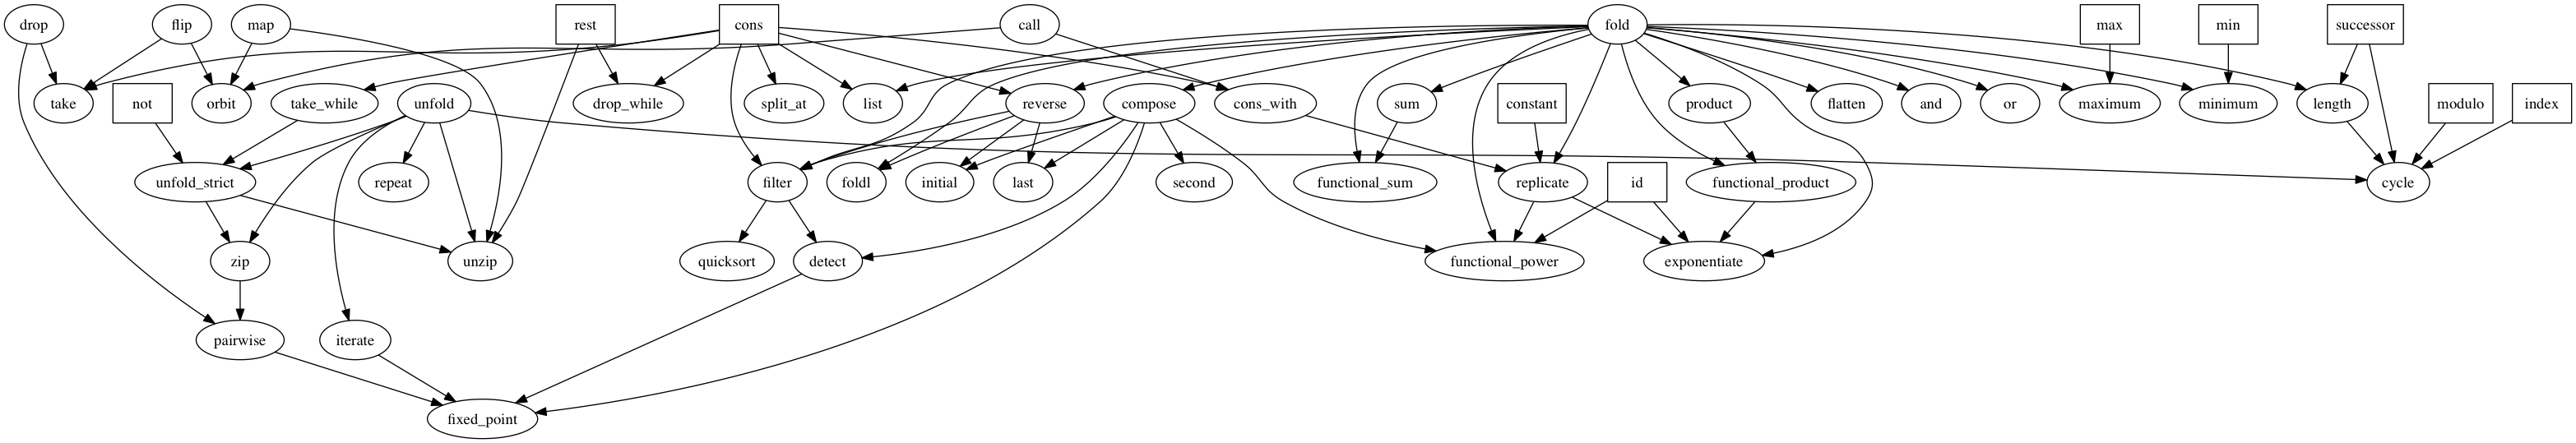 drop
flip
map
rest
cons
call
fold
max
min
successor
take
not
orbit
take_while
unfold
drop_while
split_at
list
reverse
compose
cons_with
sum
constant
product
flatten
and
or
maximum
minimum
length
modulo
index
unfold_strict
repeat
filter
foldl
initial
last
second
functional_sum
replicate
id
functional_product
cycle
zip
unzip
quicksort
detect
functional_power
exponentiate
pairwise
iterate
fixed_point